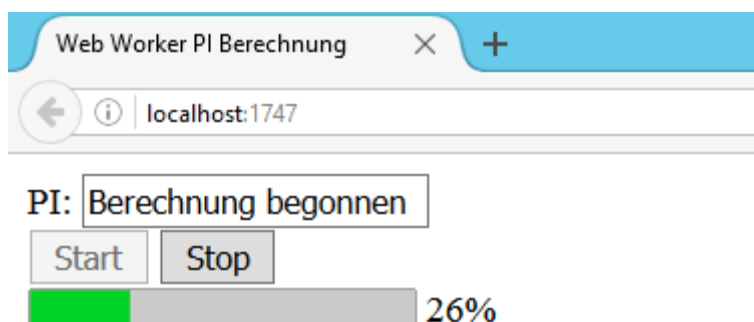 Web Worker PI Berechnung
localhost:1747
PI: Berechnung begonnen
Start Stop
26%